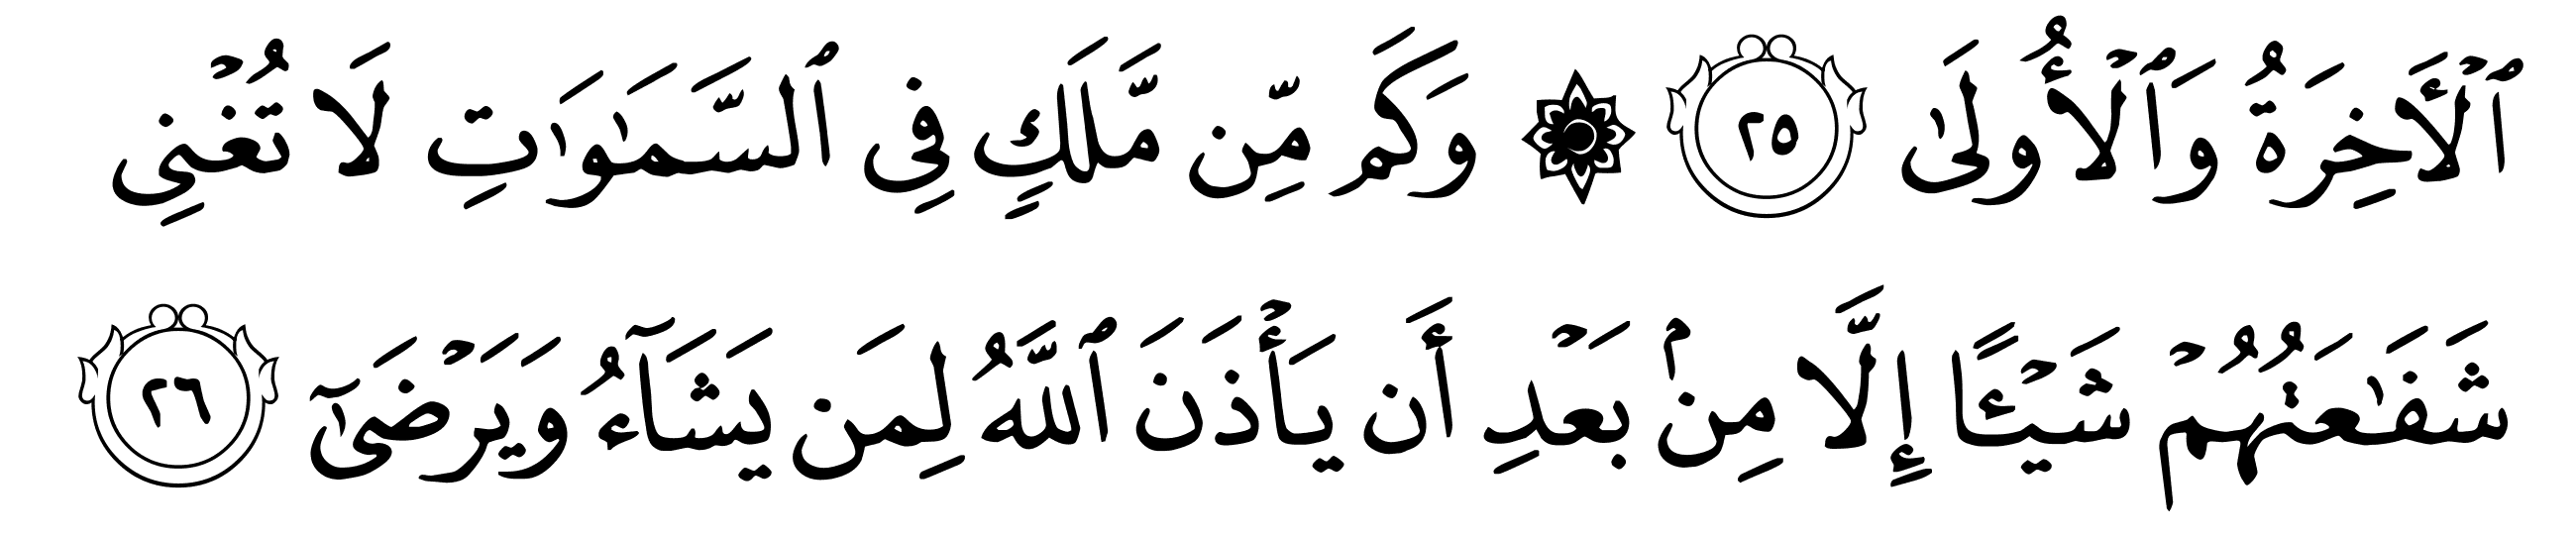 ٱلْأَخِرَةُ وَٱلْأُولَىٰ ٢٥ ۞ وَكَم مِّن مَّلَكٍ فِى ٱلسَّمَـٰوَٰتِ لَا تُغْنِى
شَفَـٰعَتُهُمْ شَيْـًٔا إِلَّا مِنۢ بَعْدِ أَن يَأْذَنَ ٱللَّهُ لِمَن يَشَآءُ وَيَرْضَىٰٓ ٢٦